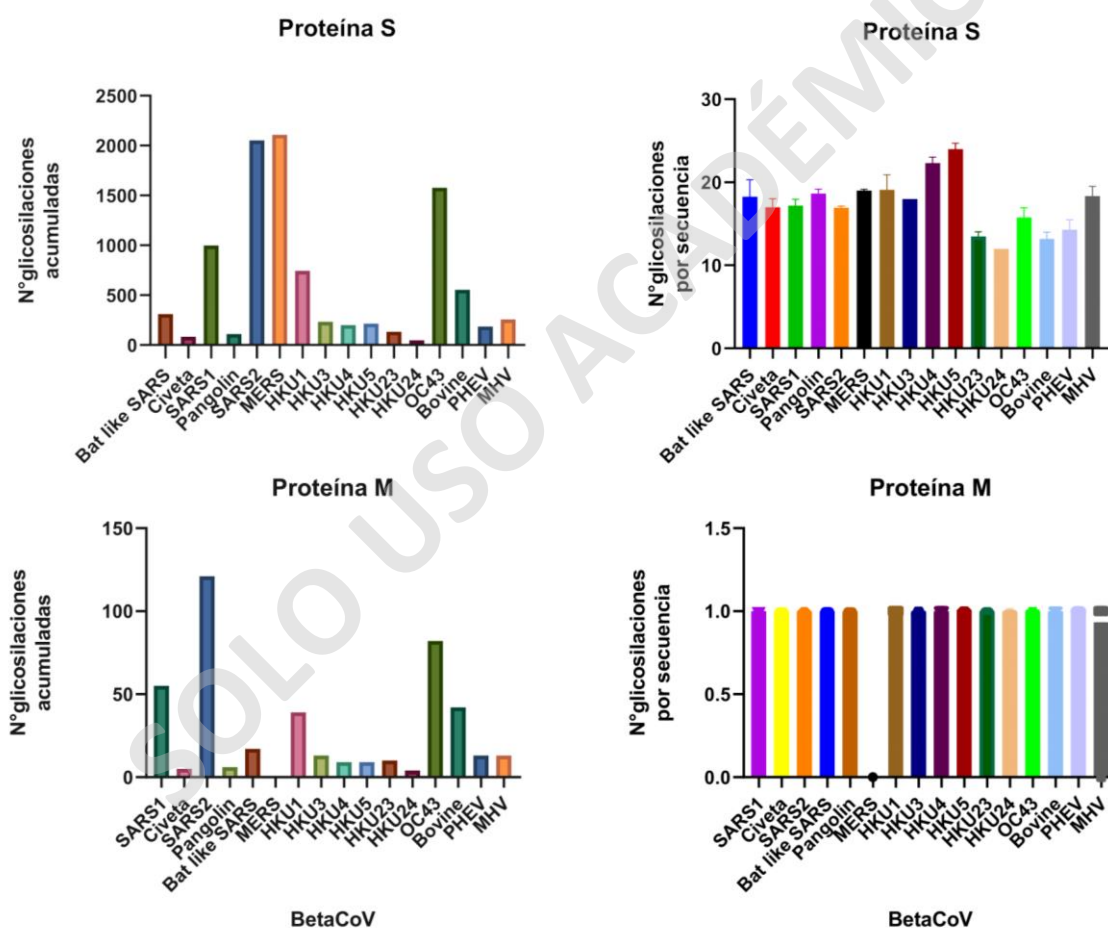 Proteína S
N°glicosilaciones
acumuladas
2500
2000
1500
1000
500
0
Bat like SARS
Civeta
SARS1
Pangolin
SARS2
MERS
HKU1
HKU3
HKU4
HKU5
HKU23
HKU24
OC43
Bovine
PHEV
MHV
Proteína S
N°glicosilaciones
por secuencia
30
20
10
0
Bat like SARS
Civeta
SARS1
Pangolin
SARS2
MERS
HKU1
HKU3
HKU4
HKU5
HKU23
HKU24
OC43
Bovine
PHEV
MHV
Proteína M
N°glicosilaciones
acumuladas
150
100
50
0
SARS1
Civeta
SARS2
Pangolin
Bat like SARS
MERS
HKU1
HKU3
HKU4
HKU5
HKU23
HKU24
OC43
Bovine
PHEV
MHV
BetaCoV
Proteína M
N°glicosilaciones
por secuencia
1.5
1.0
0.5
0.0
SARS1
Civeta
SARS2
Bat like SARS
Pangolin
MERS
HKU1
HKU3
HKU4
HKU5
HKU23
HKU24
OC43
Bovine
PHEV
MHV
BetaCoV
SOLO USO ACADÉMIC